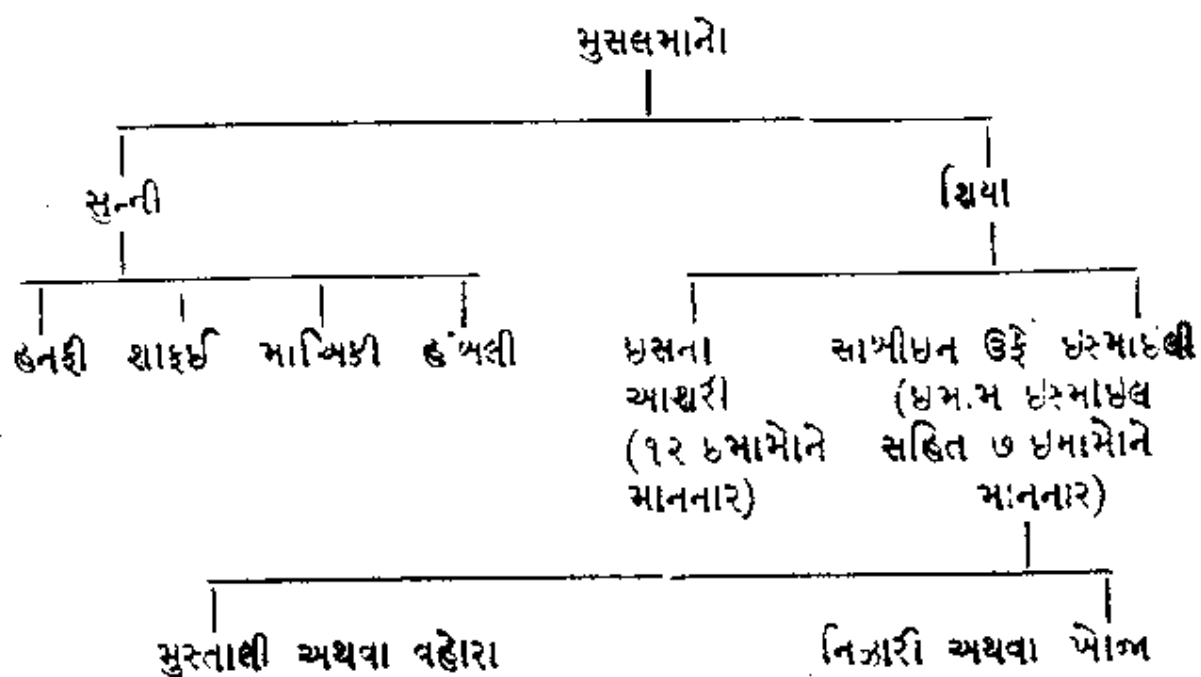 મુસલમાનો
સુન્ની શિયા
હનફી શાફઈ માલિકી હંબલી ઇસના સાબીઇન ઉર્ફે ઇસ્માઇલી
આશરી (ઇમામ ઇસ્માઇલ
(૧૨ ઇમામોને સહિત ૭ ઇમામોને
માનનાર) માનનાર)
મુસ્તાલી અથવા વહોરા નિઝારી અથવા ખોજા